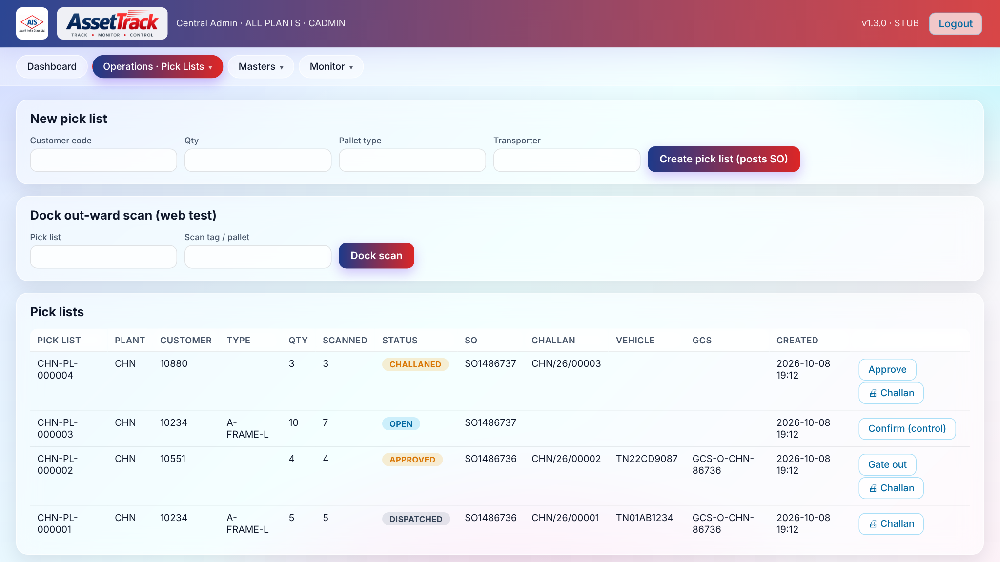 AIS
Asahi India Glass Ltd.
AssetTrack
TRACK • MONITOR • CONTROL
Central Admin · ALL PLANTS · CADMIN
v1.3.0 · STUB
Logout
Dashboard
Operations · Pick Lists ▾
Masters ▾
Monitor ▾
New pick list
Customer code
Qty
Pallet type
Transporter
Create pick list (posts SO)
Dock out-ward scan (web test)
Pick list
Scan tag / pallet
Dock scan
Pick lists
PICK LIST PLANT CUSTOMER TYPE QTY SCANNED STATUS SO CHALLAN VEHICLE GCS CREATED
CHN-PL-000004 CHN 10880 3 3 CHALLANED SO1486737 CHN/26/00003 2026-10-08 19:12 Approve
Challan
CHN-PL-000003 CHN 10234 A-FRAME-L 10 7 OPEN SO1486737 2026-10-08 19:12 Confirm (control)
CHN-PL-000002 CHN 10551 4 4 APPROVED SO1486736 CHN/26/00002 TN22CD9087 GCS-O-CHN-86736 2026-10-08 19:12 Gate out
Challan
CHN-PL-000001 CHN 10234 A-FRAME-L 5 5 DISPATCHED SO1486736 CHN/26/00001 TN01AB1234 GCS-O-CHN-86736 2026-10-08 19:12 Challan